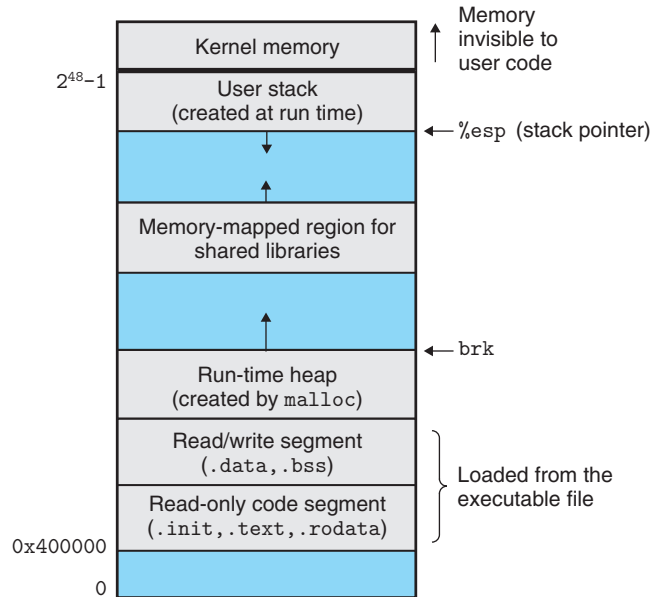 Kernel memory
Memory
invisible to
user code
2⁴⁸-1
User stack
(created at run time)
%esp (stack pointer)
Memory-mapped region for
shared libraries
brk
Run-time heap
(created by malloc)
Read/write segment
(.data,.bss)
Loaded from the
executable file
Read-only code segment
(.init,.text,.rodata)
0x400000
0